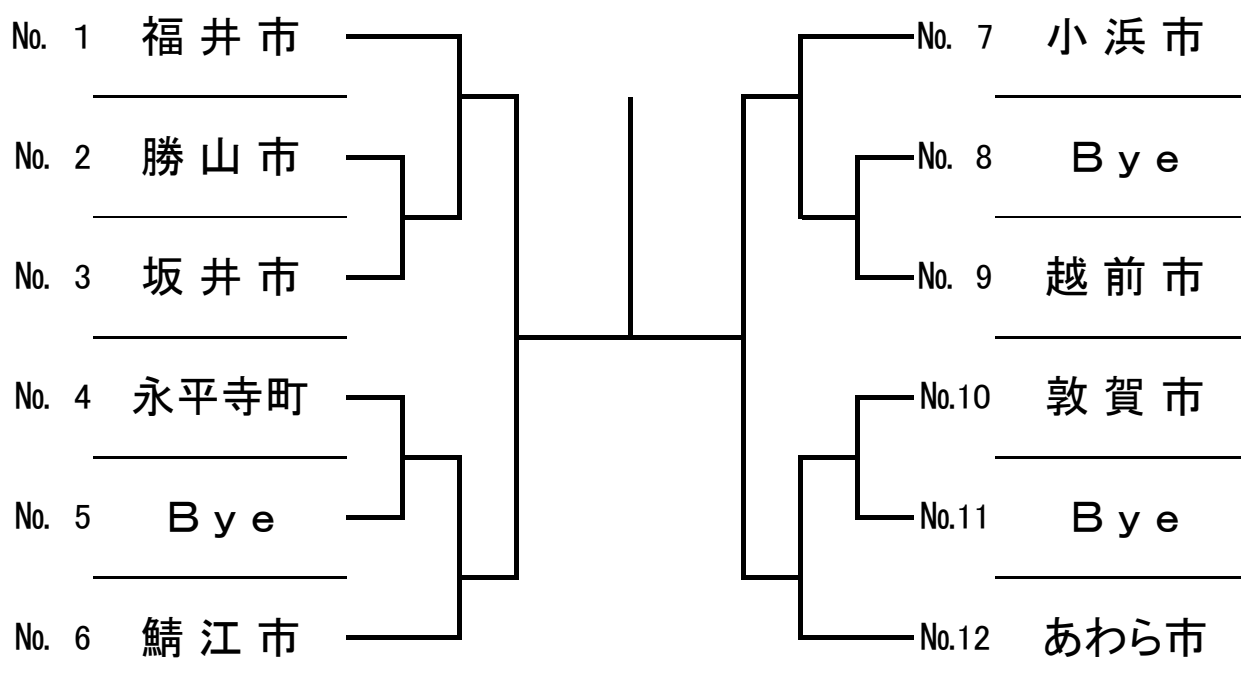 No. 1 福井市
No. 2 勝山市
No. 3 坂井市
No. 4 永平寺町
No. 5 Bye
No. 6 鯖江市
No. 7 小浜市
No. 8 Bye
No. 9 越前市
No.10 敦賀市
No.11 Bye
No.12 あわら市